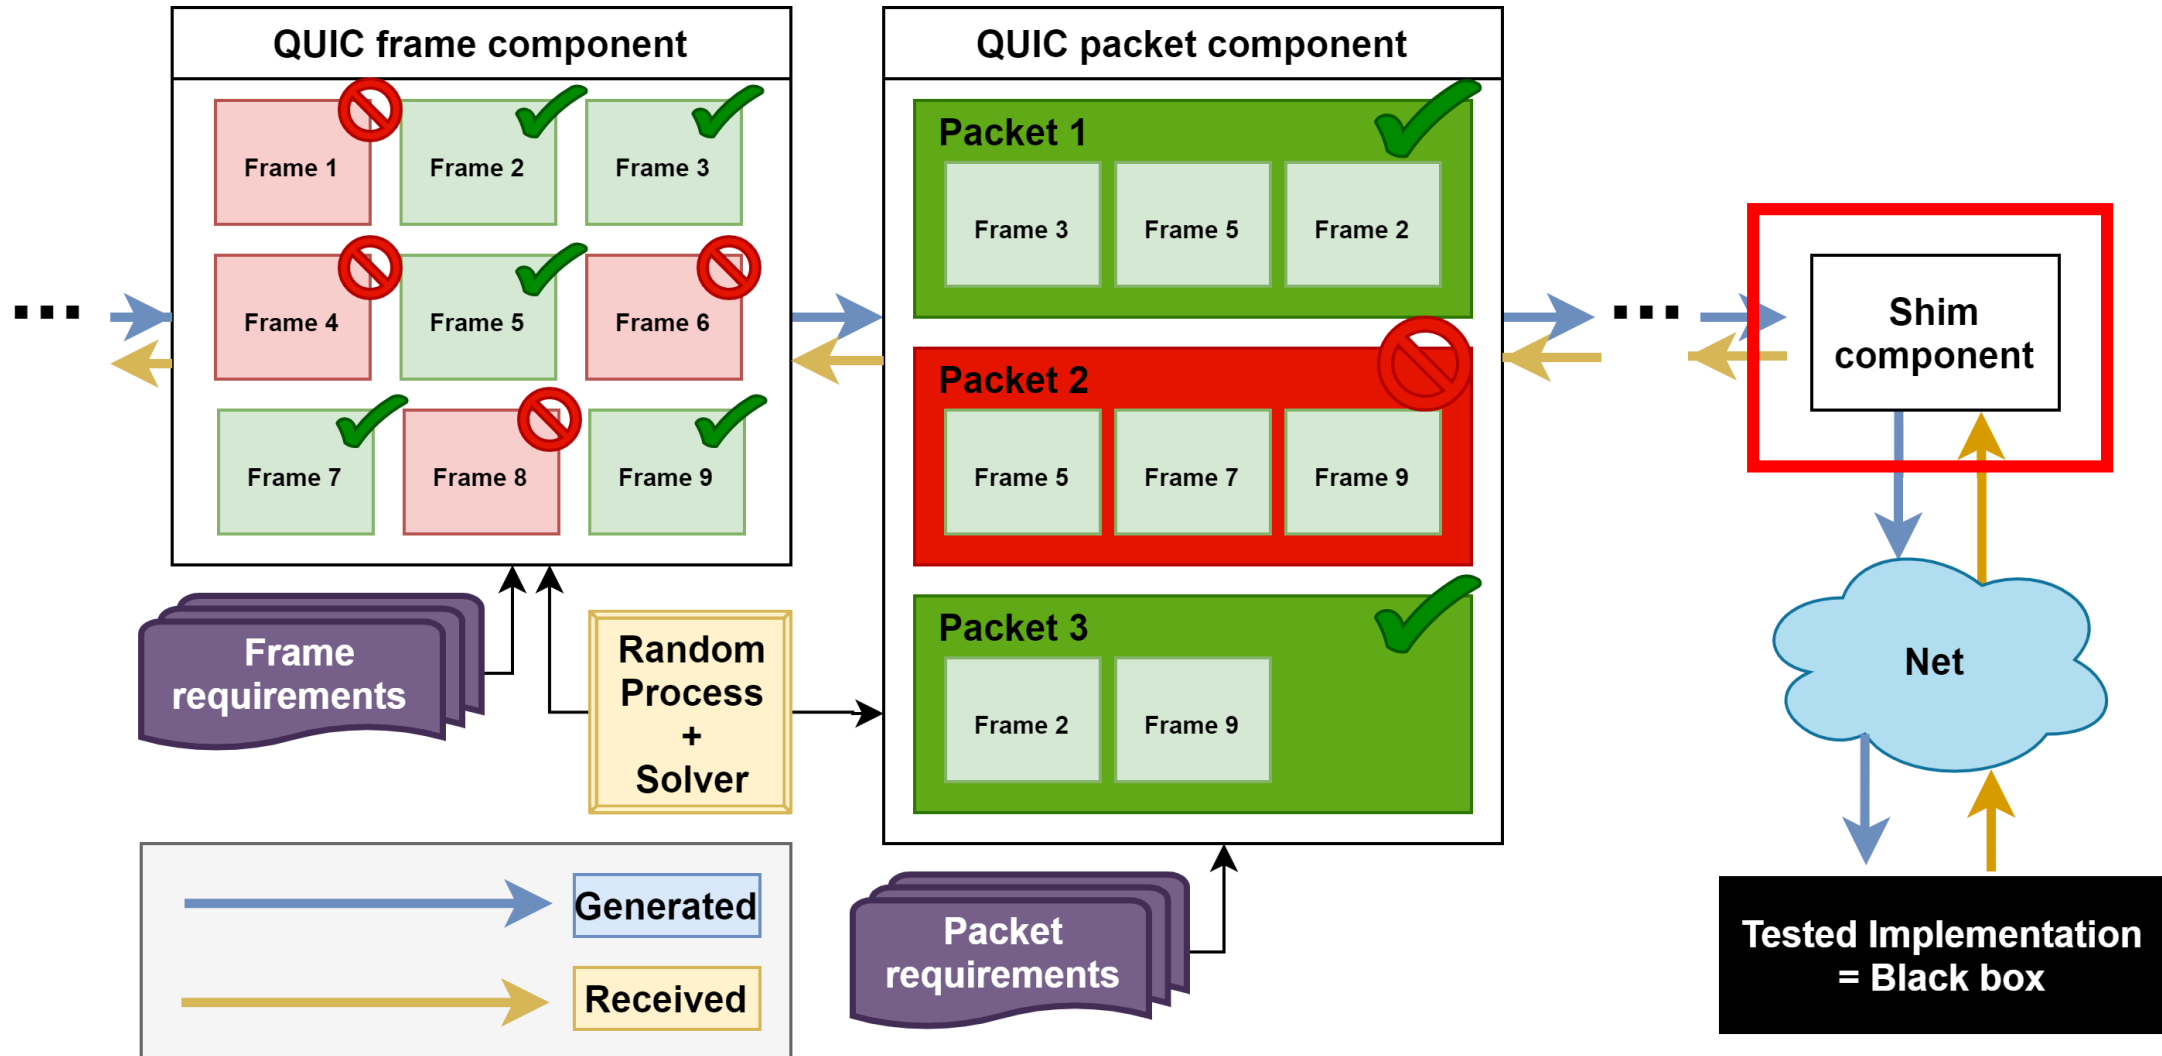 QUIC frame component
Frame 1
Frame 2
Frame 3
Frame 4
Frame 5
Frame 6
Frame 7
Frame 8
Frame 9
Frame
requirements
Random
Process
+
Solver
Generated
Received
QUIC packet component
Packet 1
Frame 3
Frame 5
Frame 2
Packet 2
Frame 5
Frame 7
Frame 9
Packet 3
Frame 2
Frame 9
Packet
requirements
...
...
Shim
component
Net
Tested Implementation
= Black box